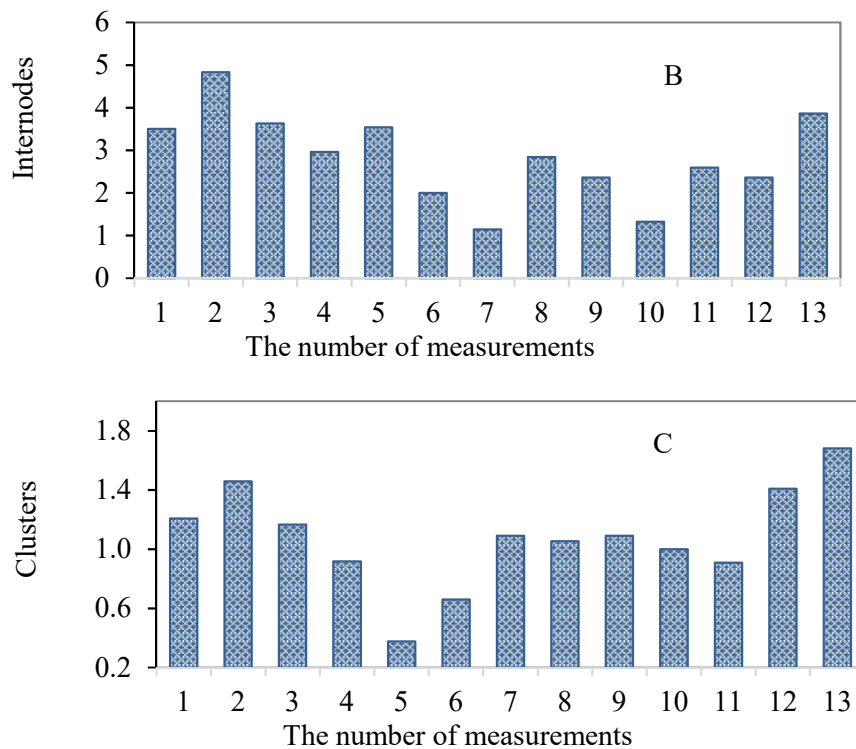 6
5
B
4
Internodes
3
2
1
0
1 2 3 4 5 6 7 8 9 10 11 12 13
The number of measurements
1.8
C
1.4
Clusters
1.0
0.6
0.2
1 2 3 4 5 6 7 8 9 10 11 12 13
The number of measurements